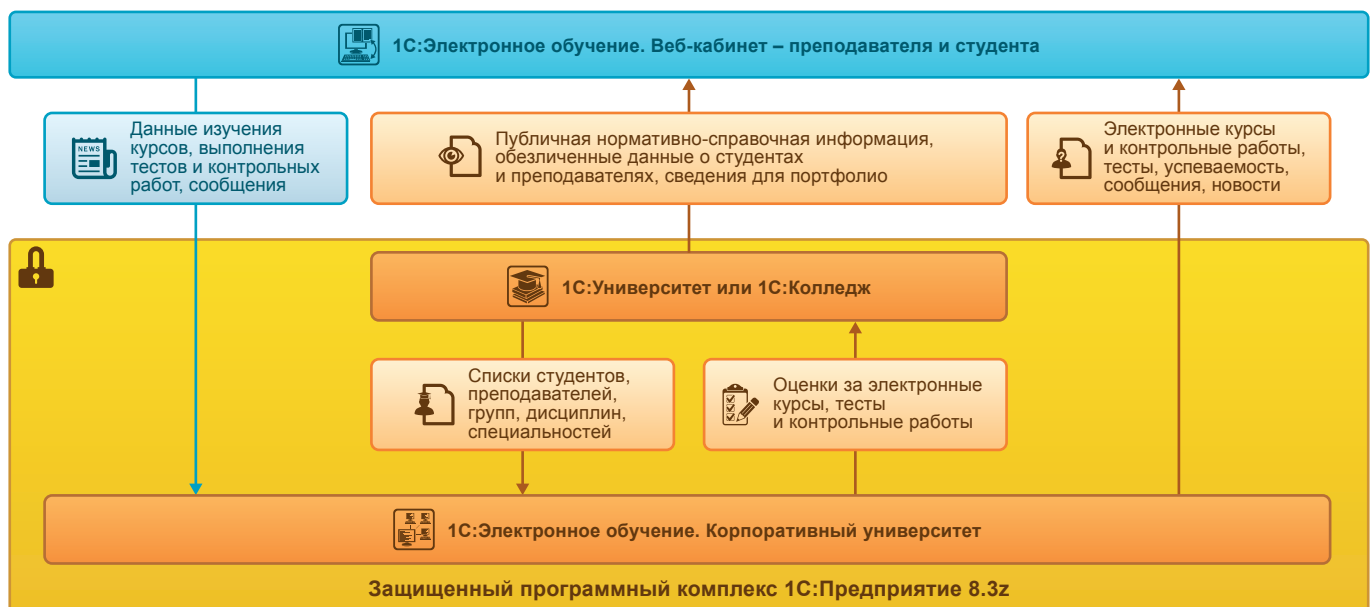 1С:Электронное обучение. Веб-кабинет – преподавателя и студента
NEWS
Данные изучения
курсов, выполнения
тестов и контрольных
работ, сообщения
Публичная нормативно-справочная информация,
обезличенные данные о студентах
и преподавателях, сведения для портфолио
Электронные курсы
и контрольные работы,
тесты, успеваемость,
сообщения, новости
1С:Университет или 1С:Колледж
Списки студентов,
преподавателей,
групп, дисциплин,
специальностей
Оценки за электронные
курсы, тесты
и контрольные работы
1С:Электронное обучение. Корпоративный университет
Защищенный программный комплекс 1С:Предприятие 8.3z